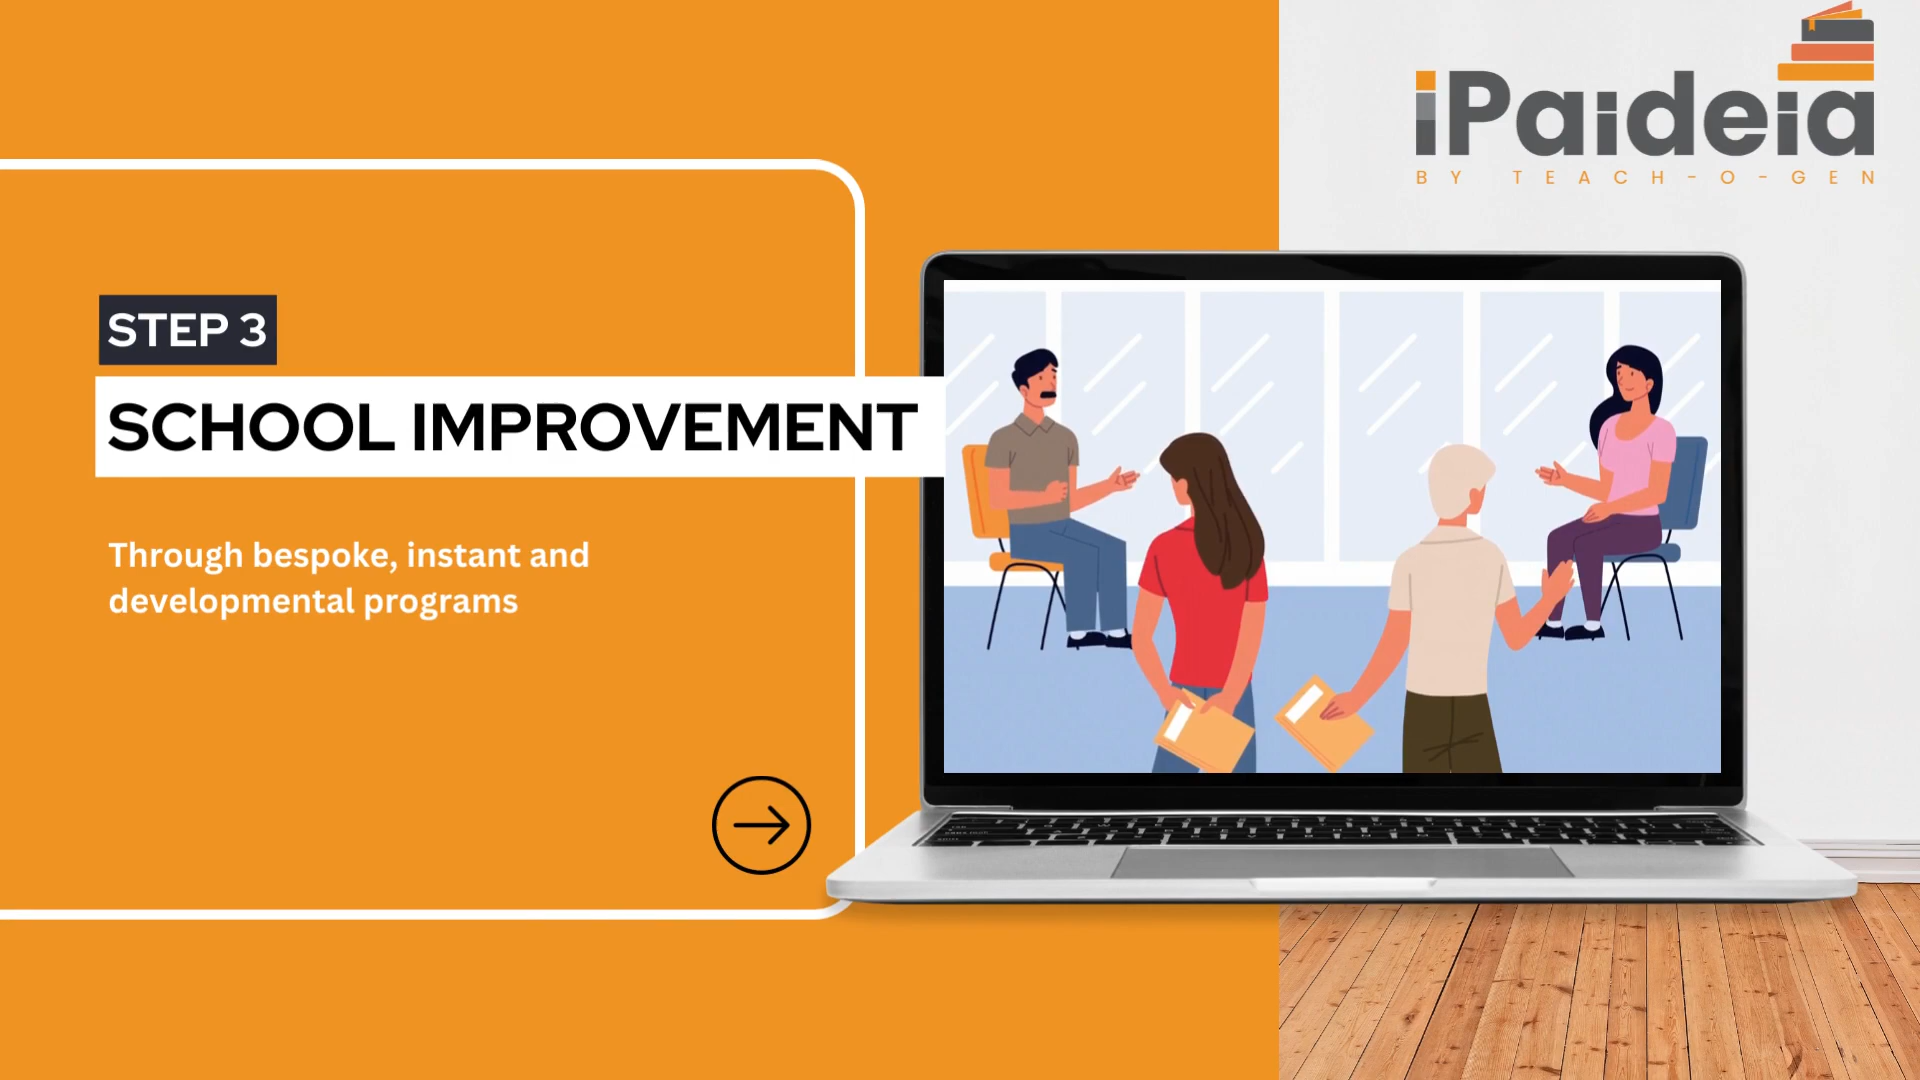 iPaideia
BY TEACH-O-GEN
STEP 3
SCHOOL IMPROVEMENT
Through bespoke, instant and
developmental programs